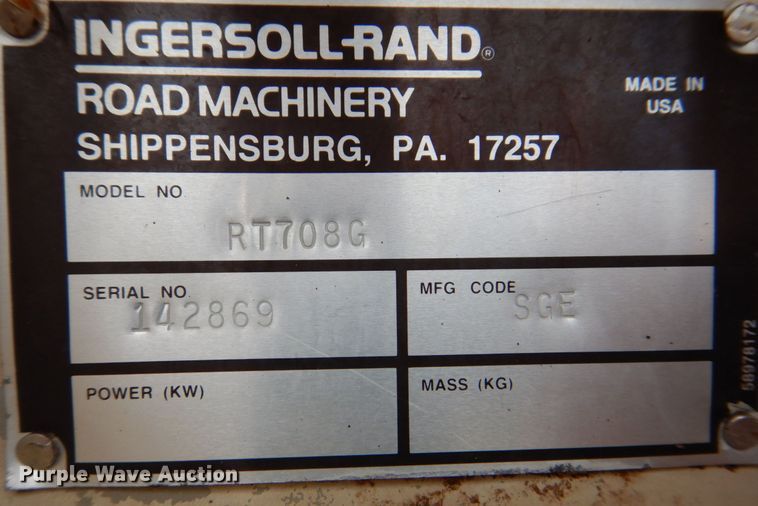 INGERSOLL-RAND®
ROAD MACHINERY
MADE IN
USA
SHIPPENSBURG, PA. 17257
MODEL NO.
RT708G
SERIAL NO.
142869
MFG CODE
SGE
POWER (KW)
MASS (KG)
58978172
Purple Wave Auction